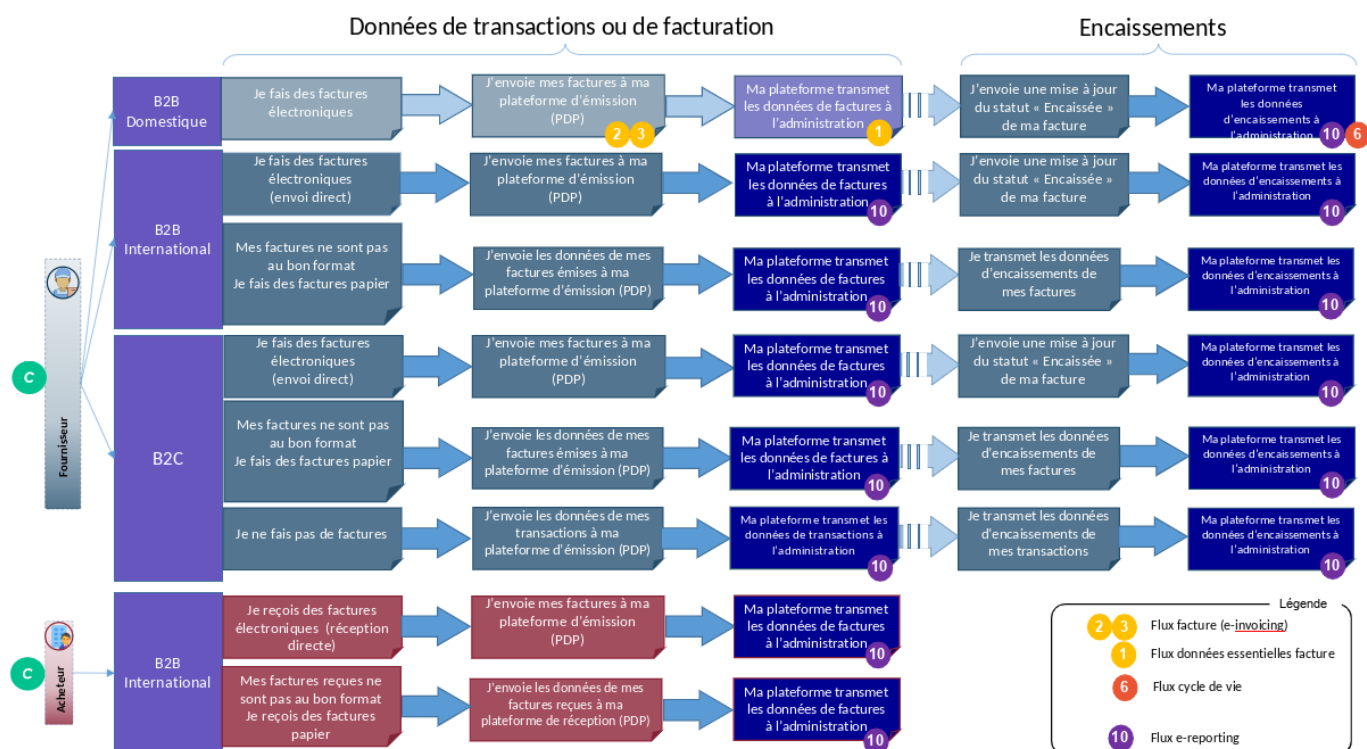 Données de transactions ou de facturation
Encaissements
B2B
Domestique
Je fais des factures
électroniques
J'envoie mes factures à ma
plateforme d'émission
(PDP)
2 3
Ma plateforme transmet
les données de factures à
l'administration
1
J'envoie une mise à jour
du statut « Encaissée »
de ma facture
Ma plateforme transmet
les données
d'encaissements à
l'administration
10 6
B2B
International
Je fais des factures
électroniques
(envoi direct)
J'envoie mes factures à ma
plateforme d'émission
(PDP)
Ma plateforme transmet
les données de factures
à l'administration
10
J'envoie une mise à jour
du statut « Encaissée »
de ma facture
Ma plateforme transmet les
données d'encaissements à
l'administration
10
Mes factures ne sont pas
au bon format
Je fais des factures papier
J'envoie les données de mes
factures émises à ma
plateforme d'émission (PDP)
Ma plateforme transmet
les données de factures
à l'administration
10
Je transmet les données
d'encaissements de
mes factures
Ma plateforme transmet les
données d'encaissements à
l'administration
10
C
Fournisseur
B2C
Je fais des factures
électroniques
(envoi direct)
J'envoie mes factures à ma
plateforme d'émission
(PDP)
Ma plateforme transmet
les données de factures
à l'administration
10
J'envoie une mise à jour
du statut « Encaissée »
de ma facture
Ma plateforme transmet les
données d'encaissements à
l'administration
10
Mes factures ne sont pas
au bon format
Je fais des factures papier
J'envoie les données de mes
factures émises à ma
plateforme d'émission (PDP)
Ma plateforme transmet
les données de factures à
l'administration
10
Je transmet les données
d'encaissements de
mes factures
Ma plateforme transmet les
données d'encaissements à
l'administration
10
Je ne fais pas de factures
J'envoie les données de mes
transactions à ma
plateforme d'émission (PDP)
Ma plateforme transmet les
données de transactions à
l'administration
10
Je transmet les données
d'encaissements de
mes transactions
Ma plateforme transmet les
données d'encaissements à
l'administration
10
C
Acheteur
B2B
International
Je reçois des factures
électroniques (réception
directe)
J'envoie mes factures à ma
plateforme d'émission
(PDP)
Ma plateforme transmet
les données de factures
à l'administration
10
Mes factures reçues ne
sont pas au bon format
Je reçois des factures
papier
J'envoie les données de mes
factures reçues à ma
plateforme de réception (PDP)
Ma plateforme transmet
les données de factures
à l'administration
10
Légende
2 3 Flux facture (e-invoicing)
1 Flux données essentielles facture
6 Flux cycle de vie
10 Flux e-reporting